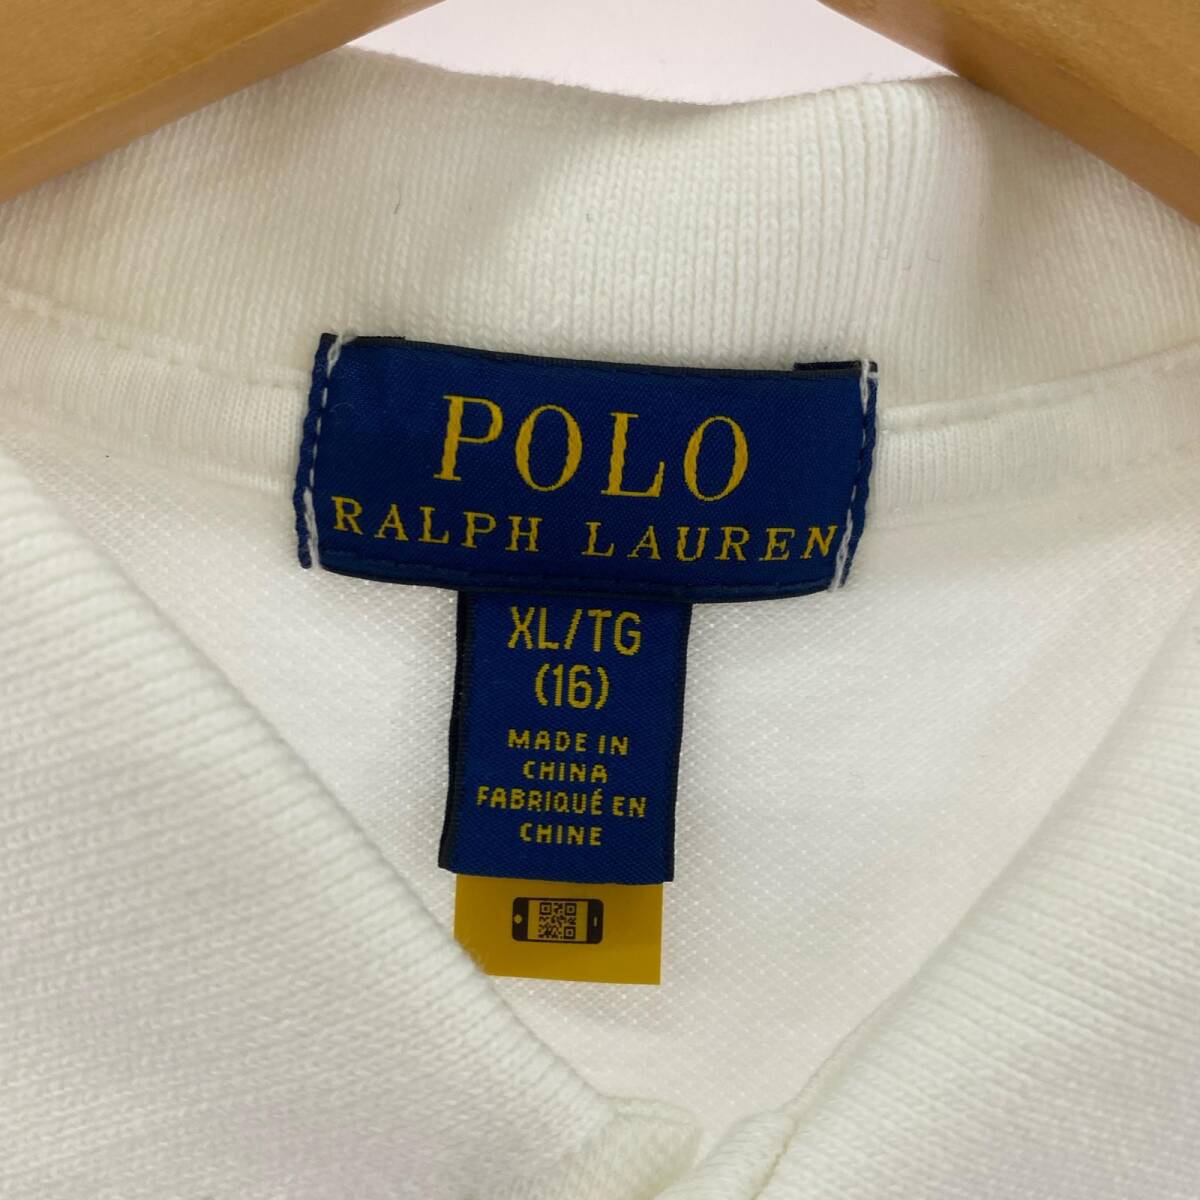 POLO
RALPH LAUREN
XL/TG
(16)
MADE IN
CHINA
FABRIQUÉ EN
CHINE